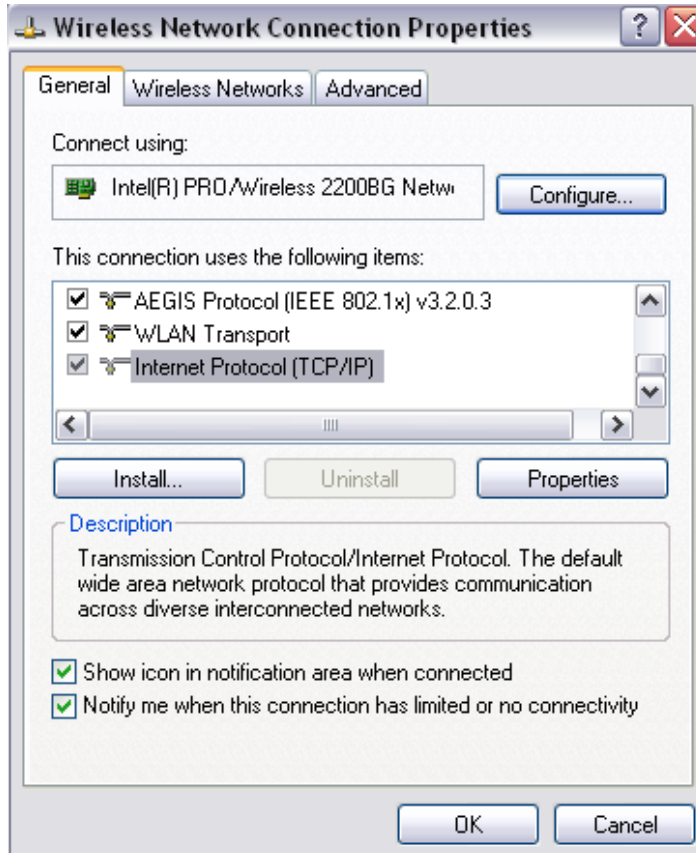 Wireless Network Connection Properties
General
Wireless Networks
Advanced
Connect using:
Intel(R) PRO/Wireless 2200BG Netw
Configure...
This connection uses the following items:
AEGIS Protocol (IEEE 802.1x) v3.2.0.3
WLAN Transport
Internet Protocol (TCP/IP)
Install...
Uninstall
Properties
Description
Transmission Control Protocol/Internet Protocol. The default
wide area network protocol that provides communication
across diverse interconnected networks.
Show icon in notification area when connected
Notify me when this connection has limited or no connectivity
OK
Cancel